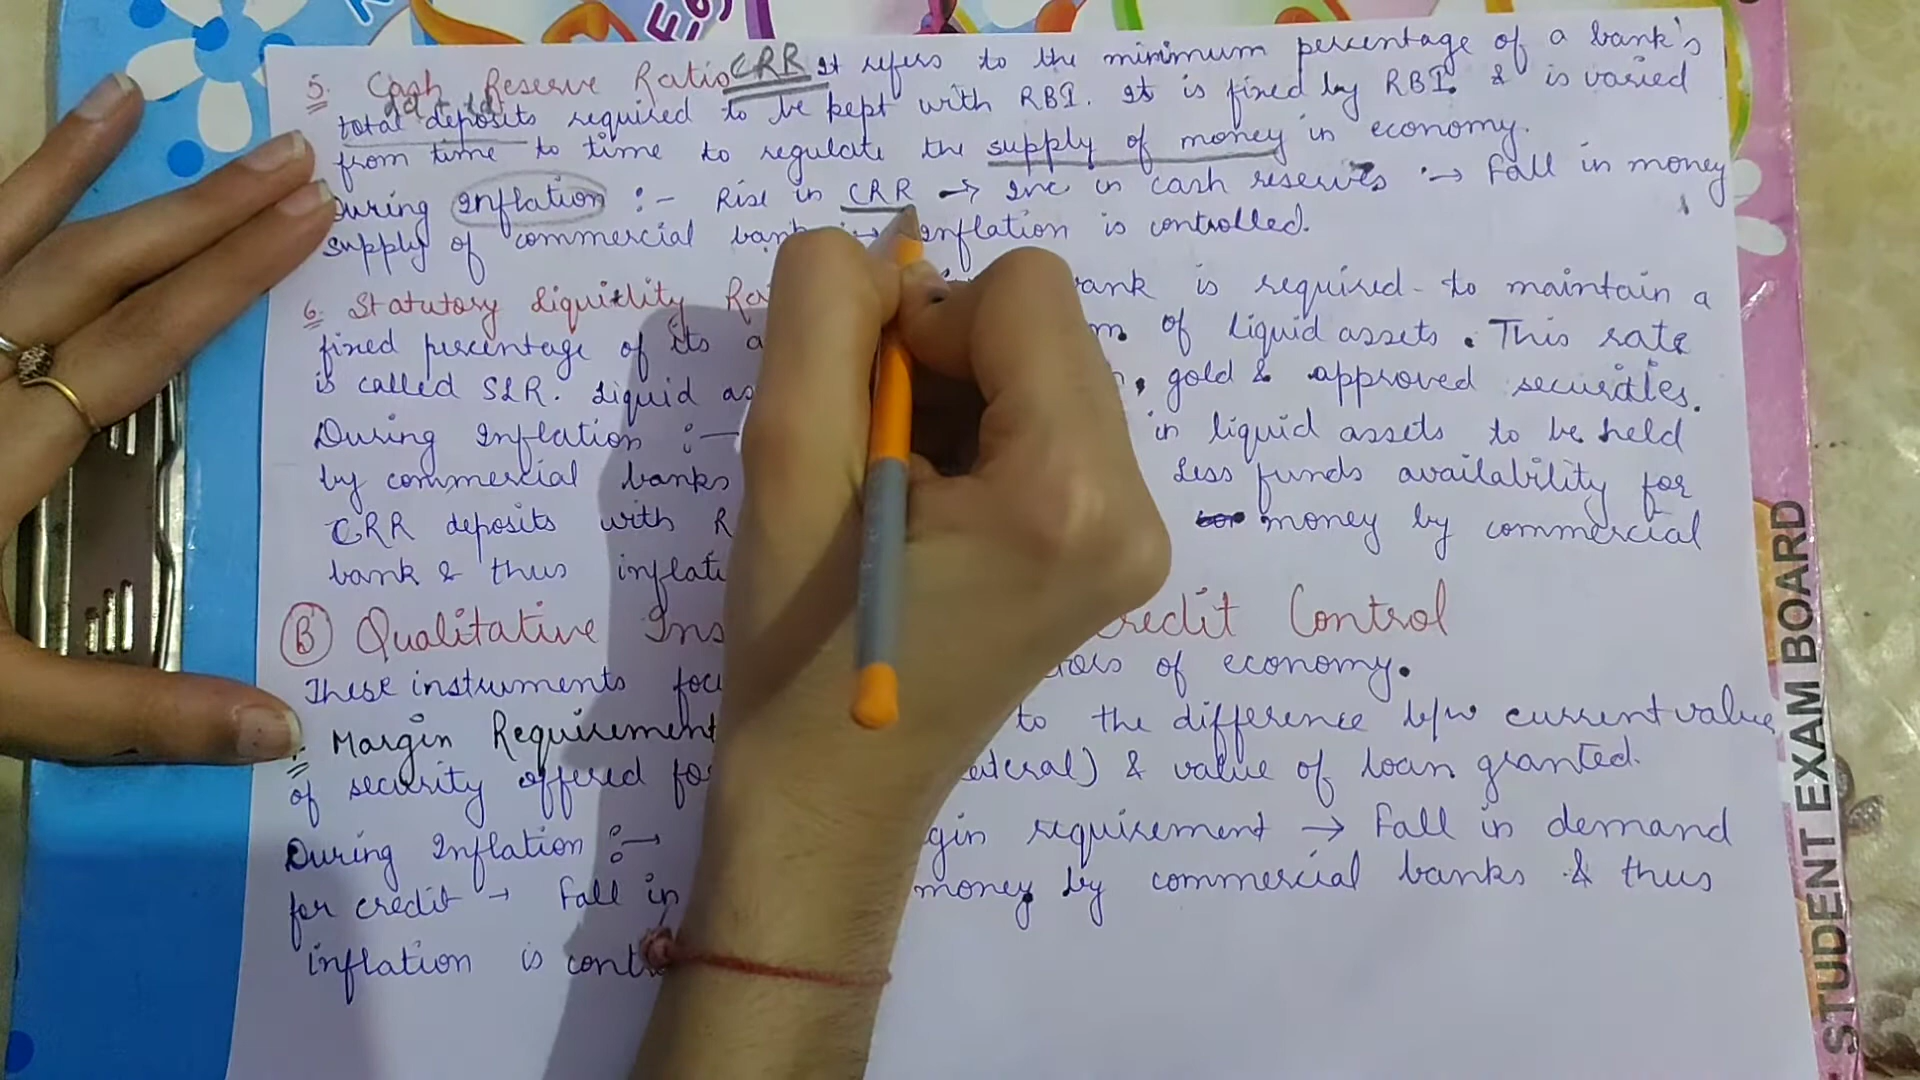 5. Cash Reserve Ratio CRR It refers to the minimum percentage of a bank's
total deposits required to be kept with RBI. It is fixed by RBI. & is varied
from time to time to regulate the supply of money in economy.
During Inflation :- Rise in CRR → Inc in cash reserves → Fall in money
supply of commercial bank → Inflation is controlled.
6. Statutory Liquidity ank is required to maintain a
fixed percentage of its of liquid assets. This rate
is called SLR. Liquid gold & approved securities.
During Inflation :- in liquid assets to be held
by commercial banks Less funds availability for
CRR deposits with money by commercial
bank & thus
B Qualitative redit Control
These instruments of economy.
1. Margin Requirement to the difference b/w current value
of security offered ateral) & value of loan granted.
During Inflation :→ gin requirement → Fall in demand
for credit → Fall in money by commercial banks & thus
inflation is
STUDENT EXAM BOARD